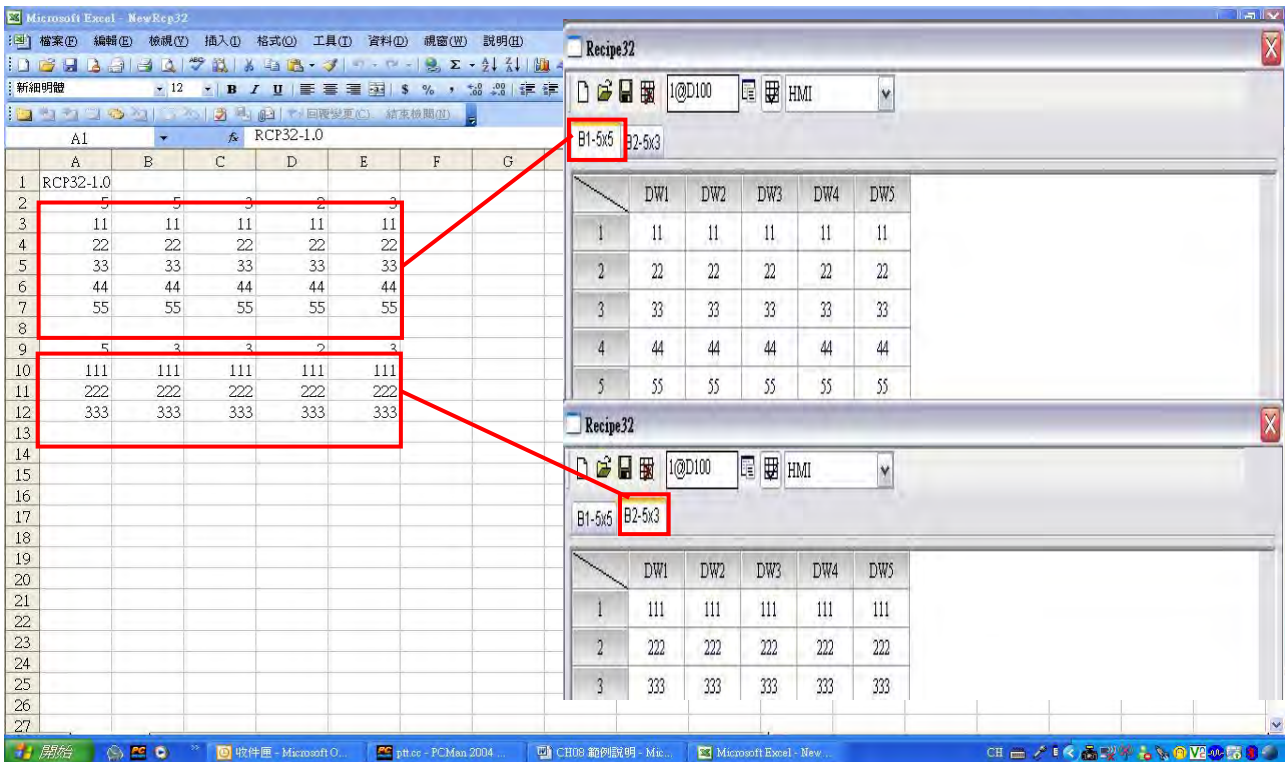 Microsoft Excel - NewRcp32
檔案(F) 編輯(E) 檢視(V) 插入(I) 格式(O) 工具(T) 資料(D) 視窗(W) 說明(H)
新細明體 12 B I U $ % ,
回覆變更(C) 結束檢閱(N)
A1 fx RCP32-1.0
A B C D E F G
1 RCP32-1.0
2 5 5 3 2 3
3 11 11 11 11 11
4 22 22 22 22 22
5 33 33 33 33 33
6 44 44 44 44 44
7 55 55 55 55 55
8
9 5 3 3 2 3
10 111 111 111 111 111
11 222 222 222 222 222
12 333 333 333 333 333
13
14
15
16
17
18
19
20
21
22
23
24
25
26
27
Recipe32
1@D100 HMI
B1-5x5 B2-5x3
DW1 DW2 DW3 DW4 DW5
1 11 11 11 11 11
2 22 22 22 22 22
3 33 33 33 33 33
4 44 44 44 44 44
5 55 55 55 55 55
Recipe32
1@D100 HMI
B1-5x5 B2-5x3
DW1 DW2 DW3 DW4 DW5
1 111 111 111 111 111
2 222 222 222 222 222
3 333 333 333 333 333
開始 收件匣 - Microsoft O... ptt.cc - PCMan 2004 ... CH08 範例說明 - Mic... Microsoft Excel - New... CH